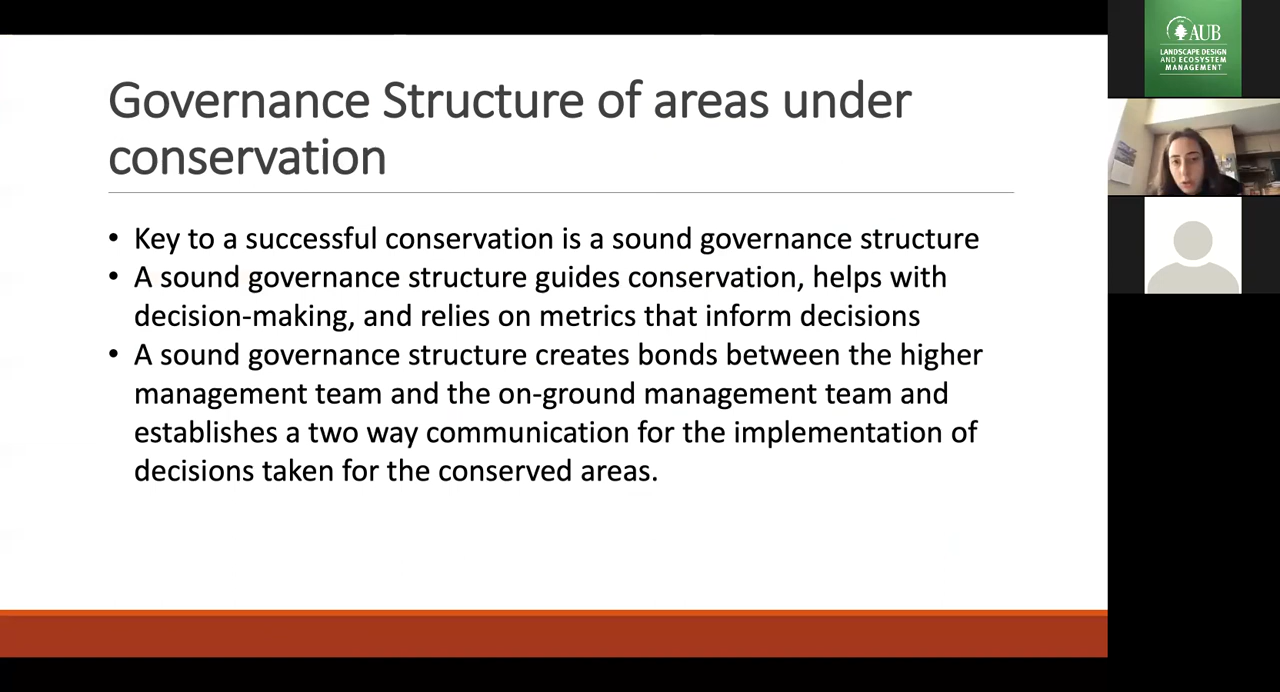 Governance Structure of areas under
conservation
• Key to a successful conservation is a sound governance structure
• A sound governance structure guides conservation, helps with
decision-making, and relies on metrics that inform decisions
• A sound governance structure creates bonds between the higher
management team and the on-ground management team and
establishes a two way communication for the implementation of
decisions taken for the conserved areas.
AUB
LANDSCAPE DESIGN
AND ECOSYSTEM
MANAGEMENT